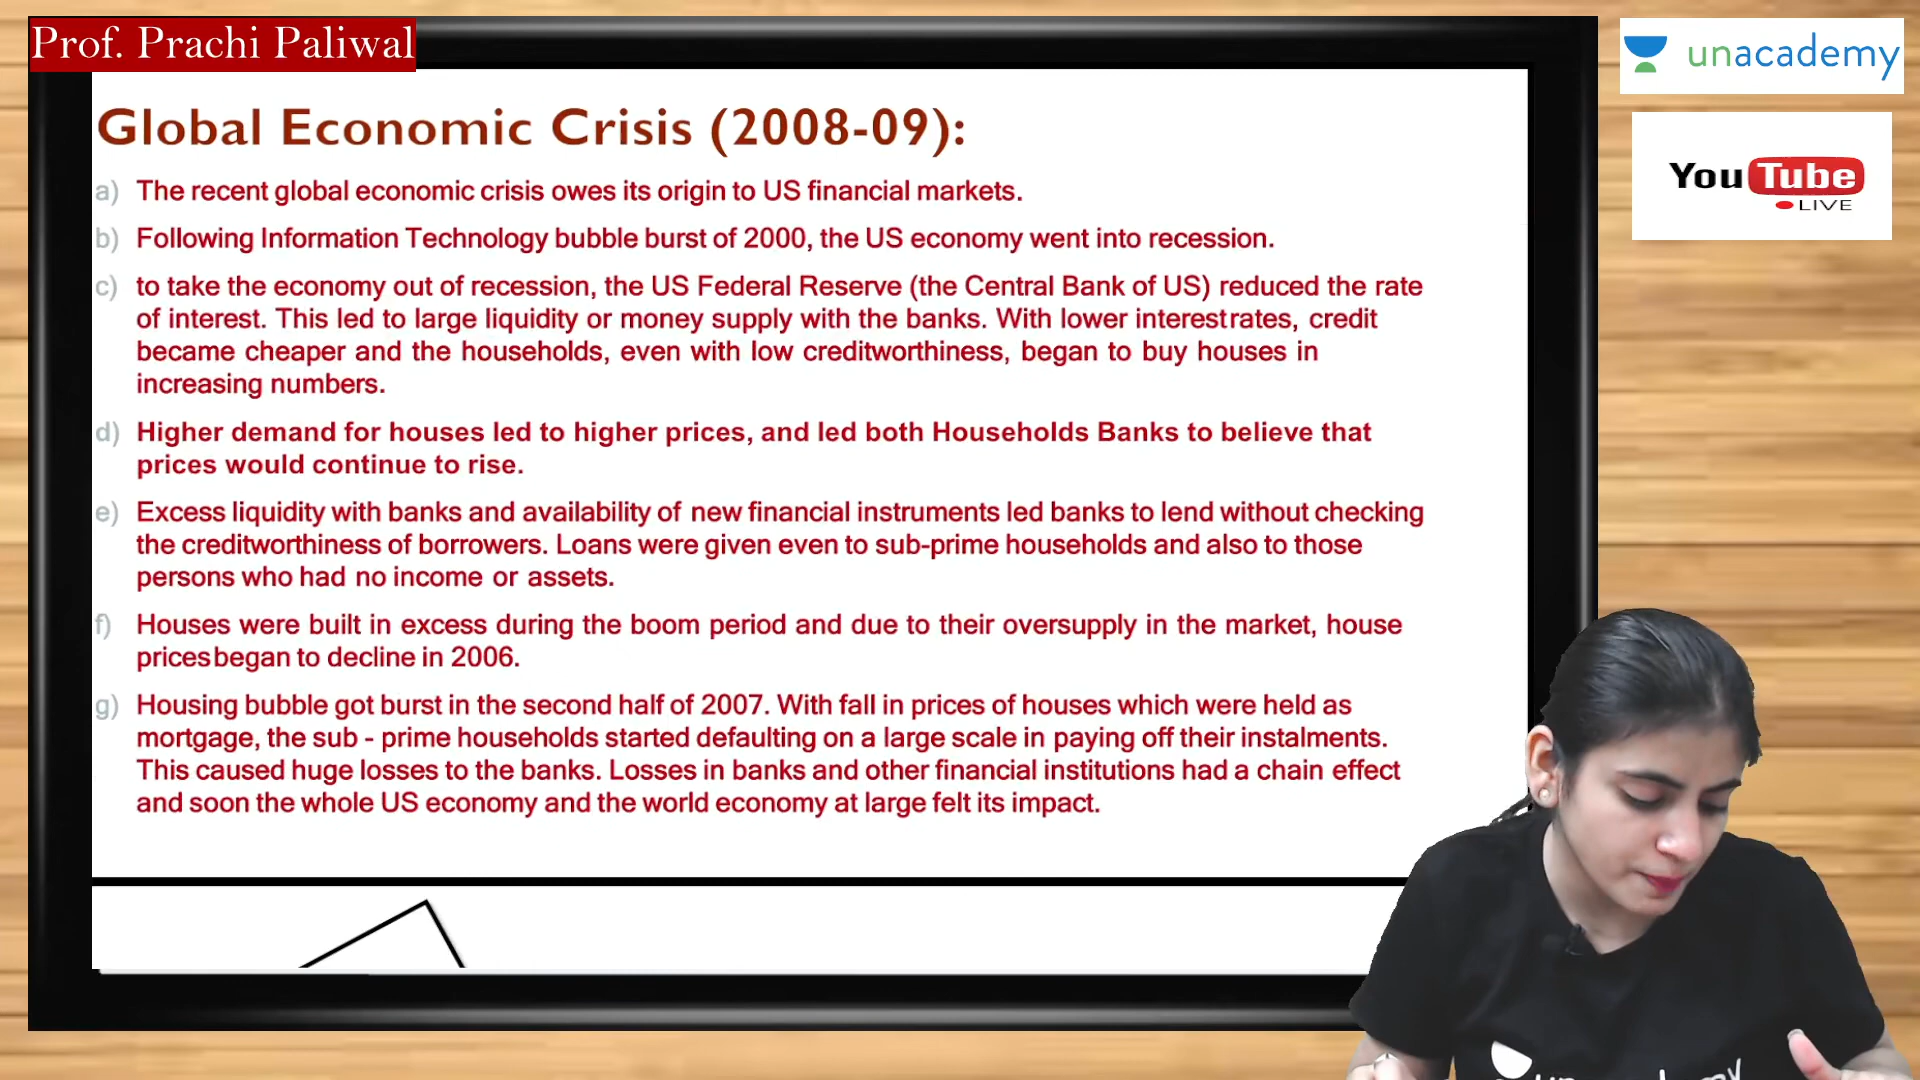 Prof. Prachi Paliwal
unacademy
YouTube
LIVE
Global Economic Crisis (2008-09):
a) The recent global economic crisis owes its origin to US financial markets.
b) Following Information Technology bubble burst of 2000, the US economy went into recession.
c) to take the economy out of recession, the US Federal Reserve (the Central Bank of US) reduced the rate
of interest. This led to large liquidity or money supply with the banks. With lower interest rates, credit
became cheaper and the households, even with low creditworthiness, began to buy houses in
increasing numbers.
d) Higher demand for houses led to higher prices, and led both Households Banks to believe that
prices would continue to rise.
e) Excess liquidity with banks and availability of new financial instruments led banks to lend without checking
the creditworthiness of borrowers. Loans were given even to sub-prime households and also to those
persons who had no income or assets.
f) Houses were built in excess during the boom period and due to their oversupply in the market, house
prices began to decline in 2006.
g) Housing bubble got burst in the second half of 2007. With fall in prices of houses which were held as
mortgage, the sub - prime households started defaulting on a large scale in paying off their instalments.
This caused huge losses to the banks. Losses in banks and other financial institutions had a chain effect
and soon the whole US economy and the world economy at large felt its impact.